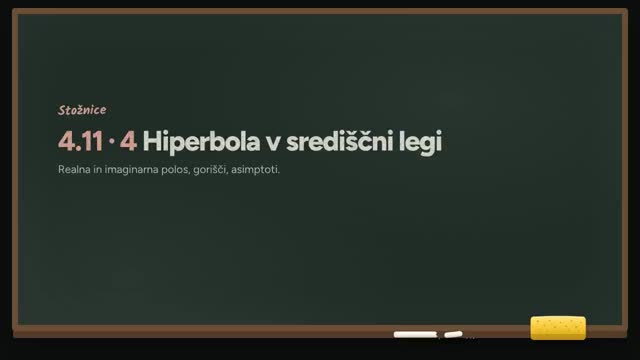 Stožnice
4.11 · 4 Hiperbola v središčni legi
Realna in imaginarna polos, gorišči, asimptoti.